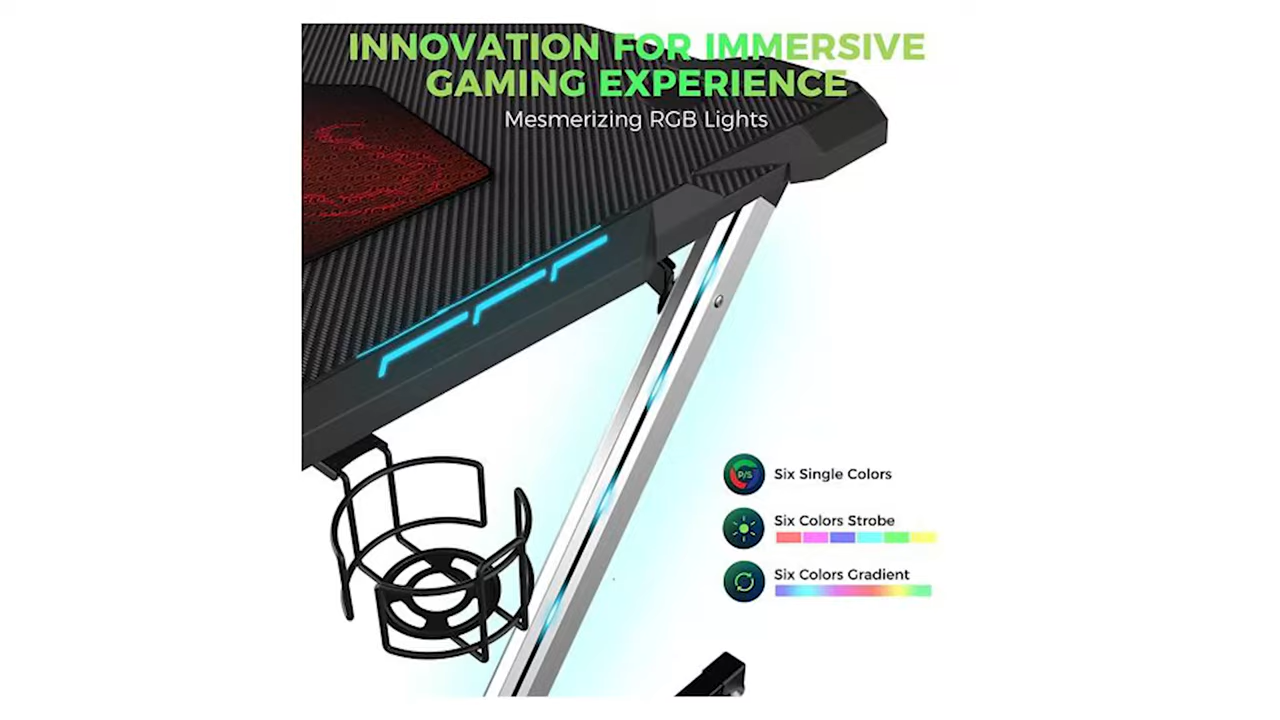 INNOVATION FOR IMMERSIVE
GAMING EXPERIENCE
Mesmerizing RGB Lights
P/S
Six Single Colors
Six Colors Strobe
Six Colors Gradient